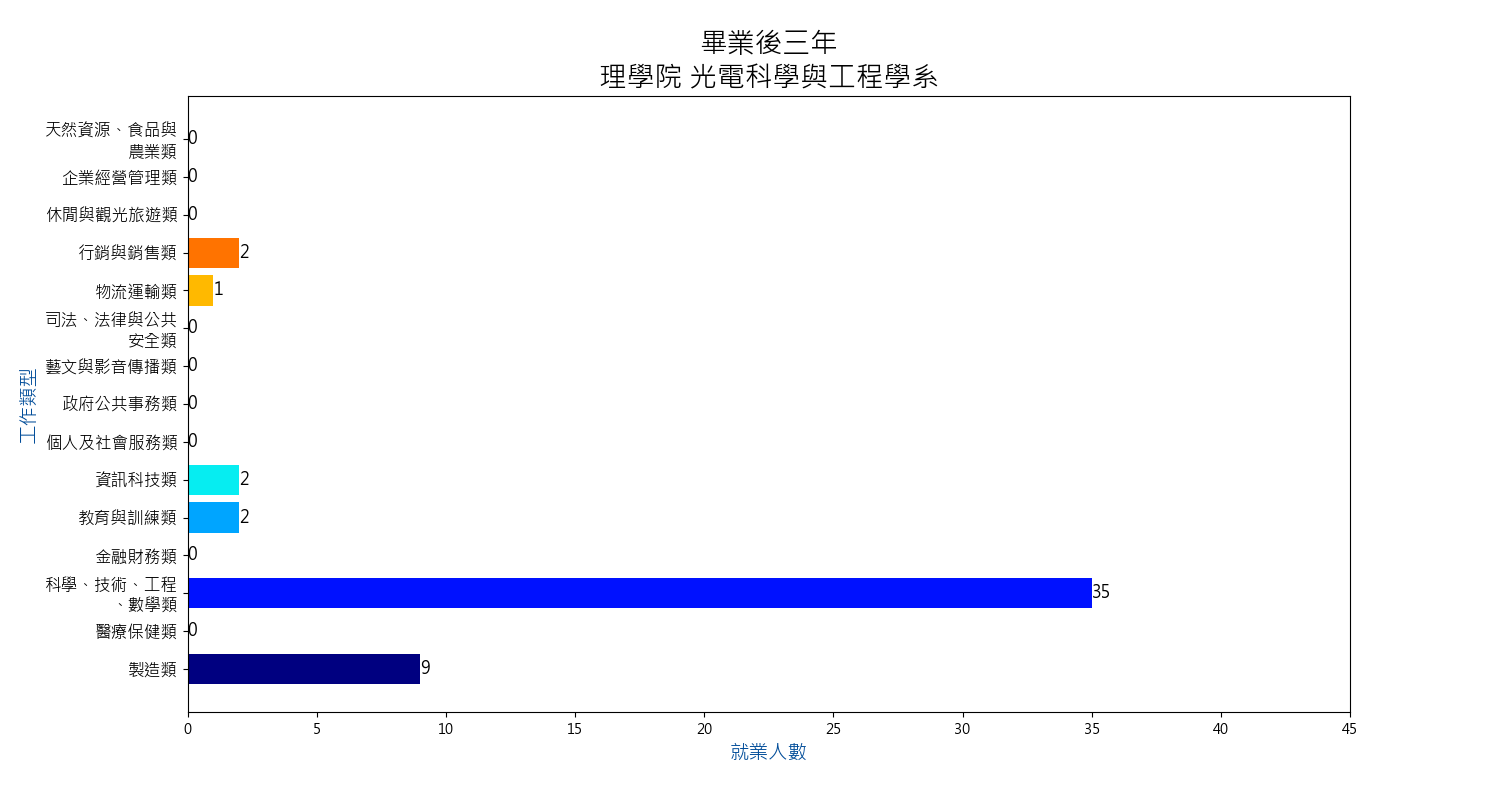 畢業後三年
理學院 光電科學與工程學系
天然資源、食品與
農業類
0
企業經營管理類
0
休閒與觀光旅遊類
0
行銷與銷售類
2
物流運輸類
1
司法、法律與公共
安全類
0
藝文與影音傳播類
0
政府公共事務類
0
個人及社會服務類
0
資訊科技類
2
教育與訓練類
2
金融財務類
0
科學、技術、工程
、數學類
35
醫療保健類
0
製造類
9
工作類型
0 5 10 15 20 25 30 35 40 45
就業人數